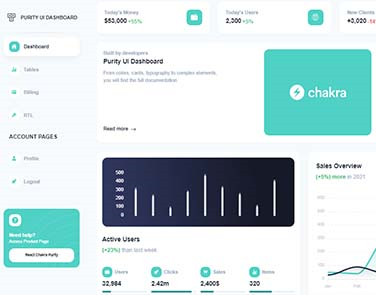 PURITY UI DASHBOARD
Dashboard
Tables
Billing
RTL
ACCOUNT PAGES
Profile
Logout
Need help?
Access Product Page
Read Chakra Purity
Today's Money
$53,000 +55%
Today's Users
2,300 +5%
New Clients
+3,020 -14
Built by developers
Purity UI Dashboard
From colors, cards, typography to complex elements,
you will find the full documentation.
Read more →
chakra
500
400
300
200
100
0
Active Users
(+23%) than last week
Users
32,984
Clicks
2,42m
Sales
2,400$
Items
320
Sales Overview
(+5%) more in 2021
Jan
Feb